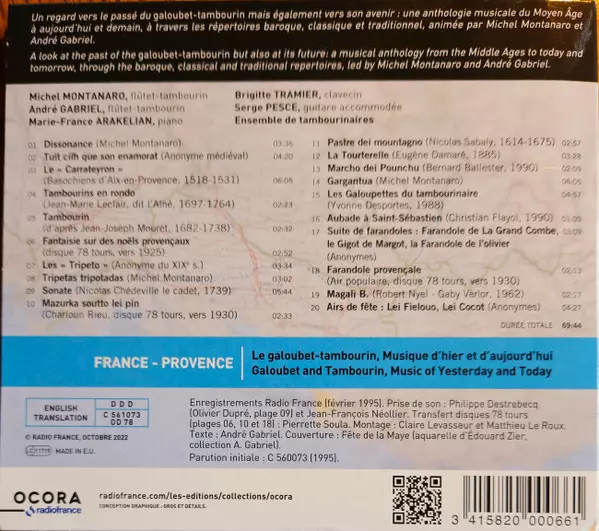 Un regard vers le passé du galoubet-tambourin mais également vers son avenir : une anthologie musicale du Moyen Âge
à aujourd'hui et demain, à travers les répertoires baroque, classique et traditionnel, animée par Michel Montanaro et
André Gabriel.
A look at the past of the galoubet-tambourin but also at its future: a musical anthology from the Middle Ages to today and
tomorrow, through the baroque, classical and traditional repertoires, led by Michel Montanaro and André Gabriel.
Michel MONTANARO, flûtet-tambourin
André GABRIEL, flûtet-tambourin
Marie-France ARAKELIAN, piano
Brigitte TRAMIER, clavecin
Serge PESCE, guitare accommodée
Ensemble de tambourinaires
01 Dissonance (Michel Montanaro) 03:36
02 Tuit cilh que son enamorat (Anonyme médiéval) 04:20
03 Le « Carrateyron »
(Basochiens d'Aix-en-Provence, 1518-1531) 06:05
04 Tambourins en rondo
(Jean-Marie Leclair, dit l'Aîné, 1697-1764) 02:23
05 Tambourin
(d'après Jean-Joseph Mouret, 1682-1738) 02:32
06 Fantaisie sur des noëls provençaux
(disque 78 tours, vers 1925) 02:52
07 Les « Tripeto » (Anonyme du XIXe s.) 03:34
08 Tripetas tripotadas (Michel Montanaro) 03:02
09 Sonate (Nicolas Chédeville le cadet, 1739) 05:44
10 Mazurka soutto lei pin
(Charloun Rieu, disque 78 tours, vers 1930) 02:33
11 Pastre dei mountagno (Nicolas Saboly, 1614-1675) 02:57
12 La Tourterelle (Eugène Damaré, 1885) 03:28
13 Marcho dei Pounchu (Bernard Ballester, 1990) 02:09
14 Gargantua (Michel Montanaro) 06:05
15 Les Galoupettes du tambourinaire
(Yvonne Desportes, 1988) 04:57
16 Aubade à Saint-Sébastien (Christian Flayol, 1990) 01:09
17 Suite de farandoles : Farandole de La Grand Combe,
le Gigot de Margot, la Farandole de l'olivier
(Anonymes)
18 Farandole provençale
(Air populaire, disque 78 tours, vers 1930) 02:13
19 Magali B. (Robert Nyel - Gaby Verlor, 1962) 02:17
20 Airs de fête : Lei Fielouo, Lei Cocot (Anonymes) 04:27
DURÉE TOTALE 69:44
FRANCE - PROVENCE
Le galoubet-tambourin, Musique d'hier et d'aujourd'hui
Galoubet and Tambourin, Music of Yesterday and Today
ENGLISH
TRANSLATION
D D D
C 561073
OD 78
© RADIO FRANCE, OCTOBRE 2022
LC 11716 MADE IN E.U.
Enregistrements Radio France (février 1995). Prise de son : Philippe Destrebecq
(Olivier Dupré, plage 09) et Jean-François Néollier. Transfert disques 78 tours
(plages 06, 10 et 18) : Pierrette Soula. Montage : Claire Levasseur et Matthieu Le Roux.
Texte : André Gabriel. Couverture : Fête de la Maye (aquarelle d'Édouard Zier,
collection A. Gabriel).
Parution initiale : C 560073 (1995).
OCORA
radiofrance
radiofrance.com/les-editions/collections/ocora
CONCEPTION GRAPHIQUE : GROS ET DÉTAILS.
3 415820 000661